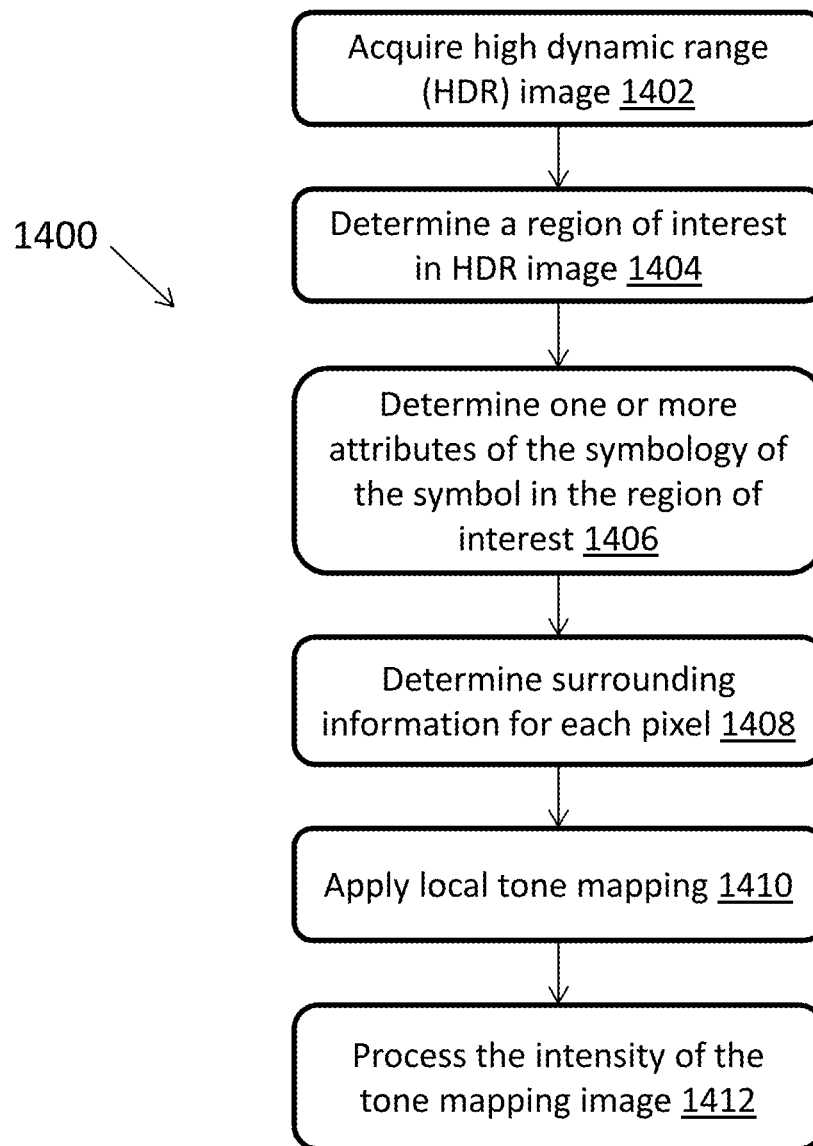 Acquire high dynamic range
(HDR) image 1402
1400
Determine a region of interest
in HDR image 1404
Determine one or more
attributes of the symbology of
the symbol in the region of
interest 1406
Determine surrounding
information for each pixel 1408
Apply local tone mapping 1410
Process the intensity of the
tone mapping image 1412